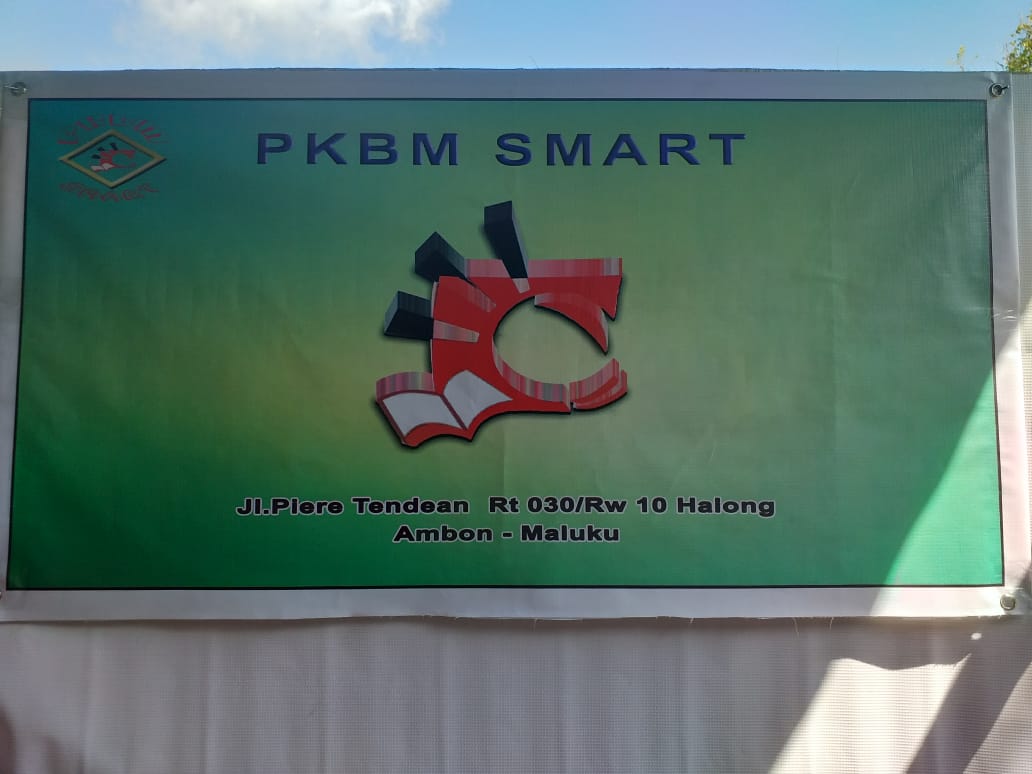 PKBM SMART
Jl.Piere Tendean Rt 030/Rw 10 Halong
Ambon - Maluku